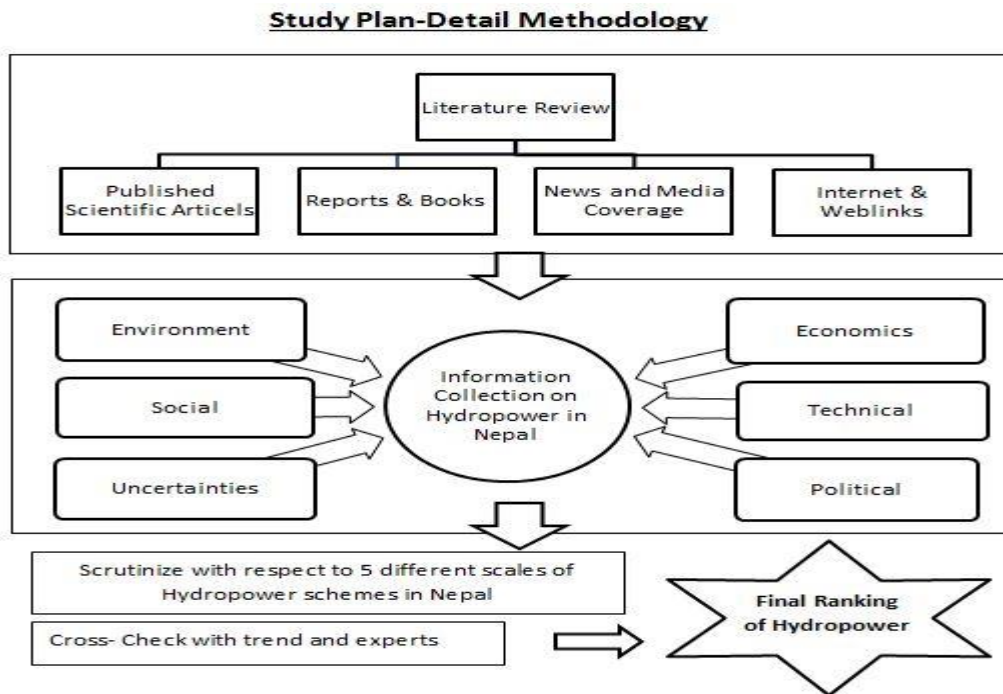 Study Plan-Detail Methodology
Literature Review
Published
Scientific Articels
Reports & Books
News and Media
Coverage
Internet &
Weblinks
Environment
Social
Uncertainties
Information
Collection on
Hydropower in
Nepal
Economics
Technical
Political
Scrutinize with respect to 5 different scales of
Hydropower schemes in Nepal
Cross- Check with trend and experts
Final Ranking
of Hydropower